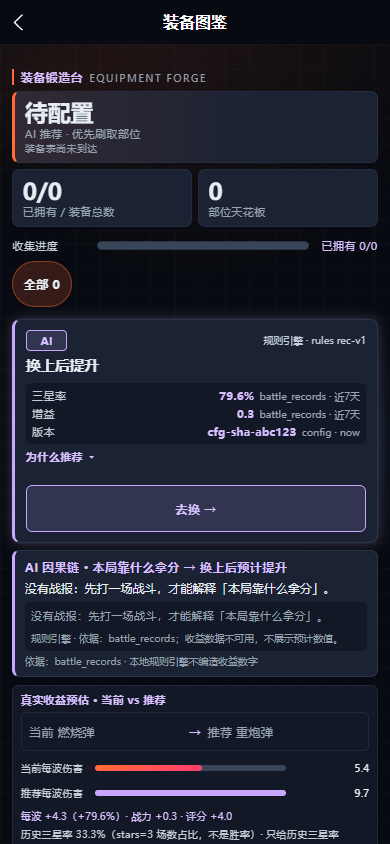 装备图鉴
装备锻造台 EQUIPMENT FORGE
待配置
AI 推荐 · 优先刷取部位
装备表尚未到达
0/0
已拥有 / 装备总数
0
部位天花板
收集进度 已拥有 0/0
全部 0
AI 规则引擎 · rules rec-v1
换上后提升
三星率 79.6% battle_records · 近7天
增益 0.3 battle_records · 近7天
版本 cfg-sha-abc123 config · now
为什么推荐
去换 →
AI 因果链 • 本局靠什么拿分 → 换上后预计提升
没有战报：先打一场战斗，才能解释「本局靠什么拿分」。
没有战报：先打一场战斗，才能解释「本局靠什么拿分」。
规则引擎 · 依据：battle_records；收益数据不可用，不展示预计数值。
依据：battle_records · 本地规则引擎不编造收益数字
真实收益预估 · 当前 vs 推荐
当前 燃烧弹 → 推荐 重炮弹
当前每波伤害 5.4
推荐每波伤害 9.7
每波 +4.3（+79.6%）· 战力 +0.3 · 评分 +4.0
历史三星率 33.3%（stars=3 场数占比，不是胜率）· 只给历史三星率